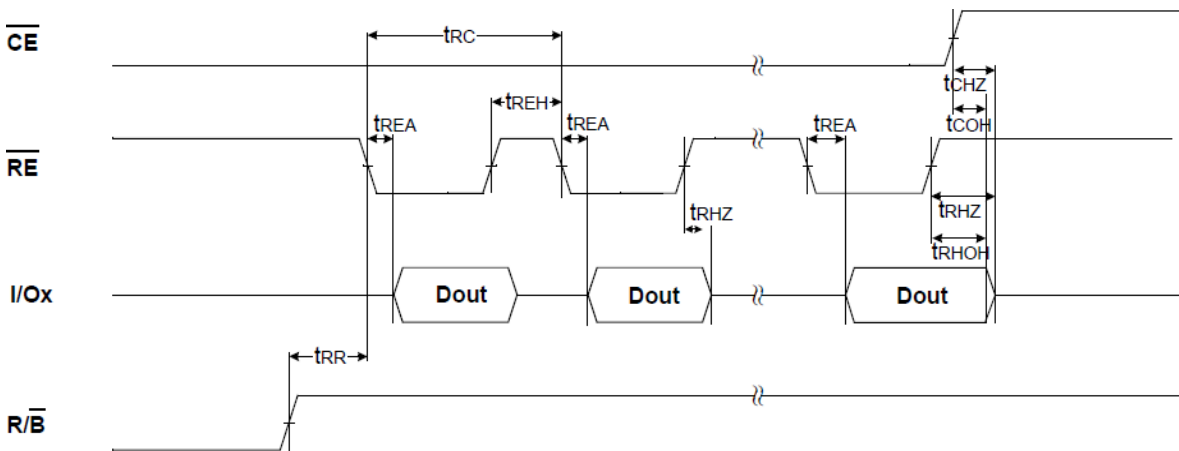 CE
tRC
tCHZ
tREH
tCOH
tREA
tREA
tREA
RE
tRHZ
tRHZ
tRHOH
I/Ox
Dout
Dout
Dout
tRR
R/B